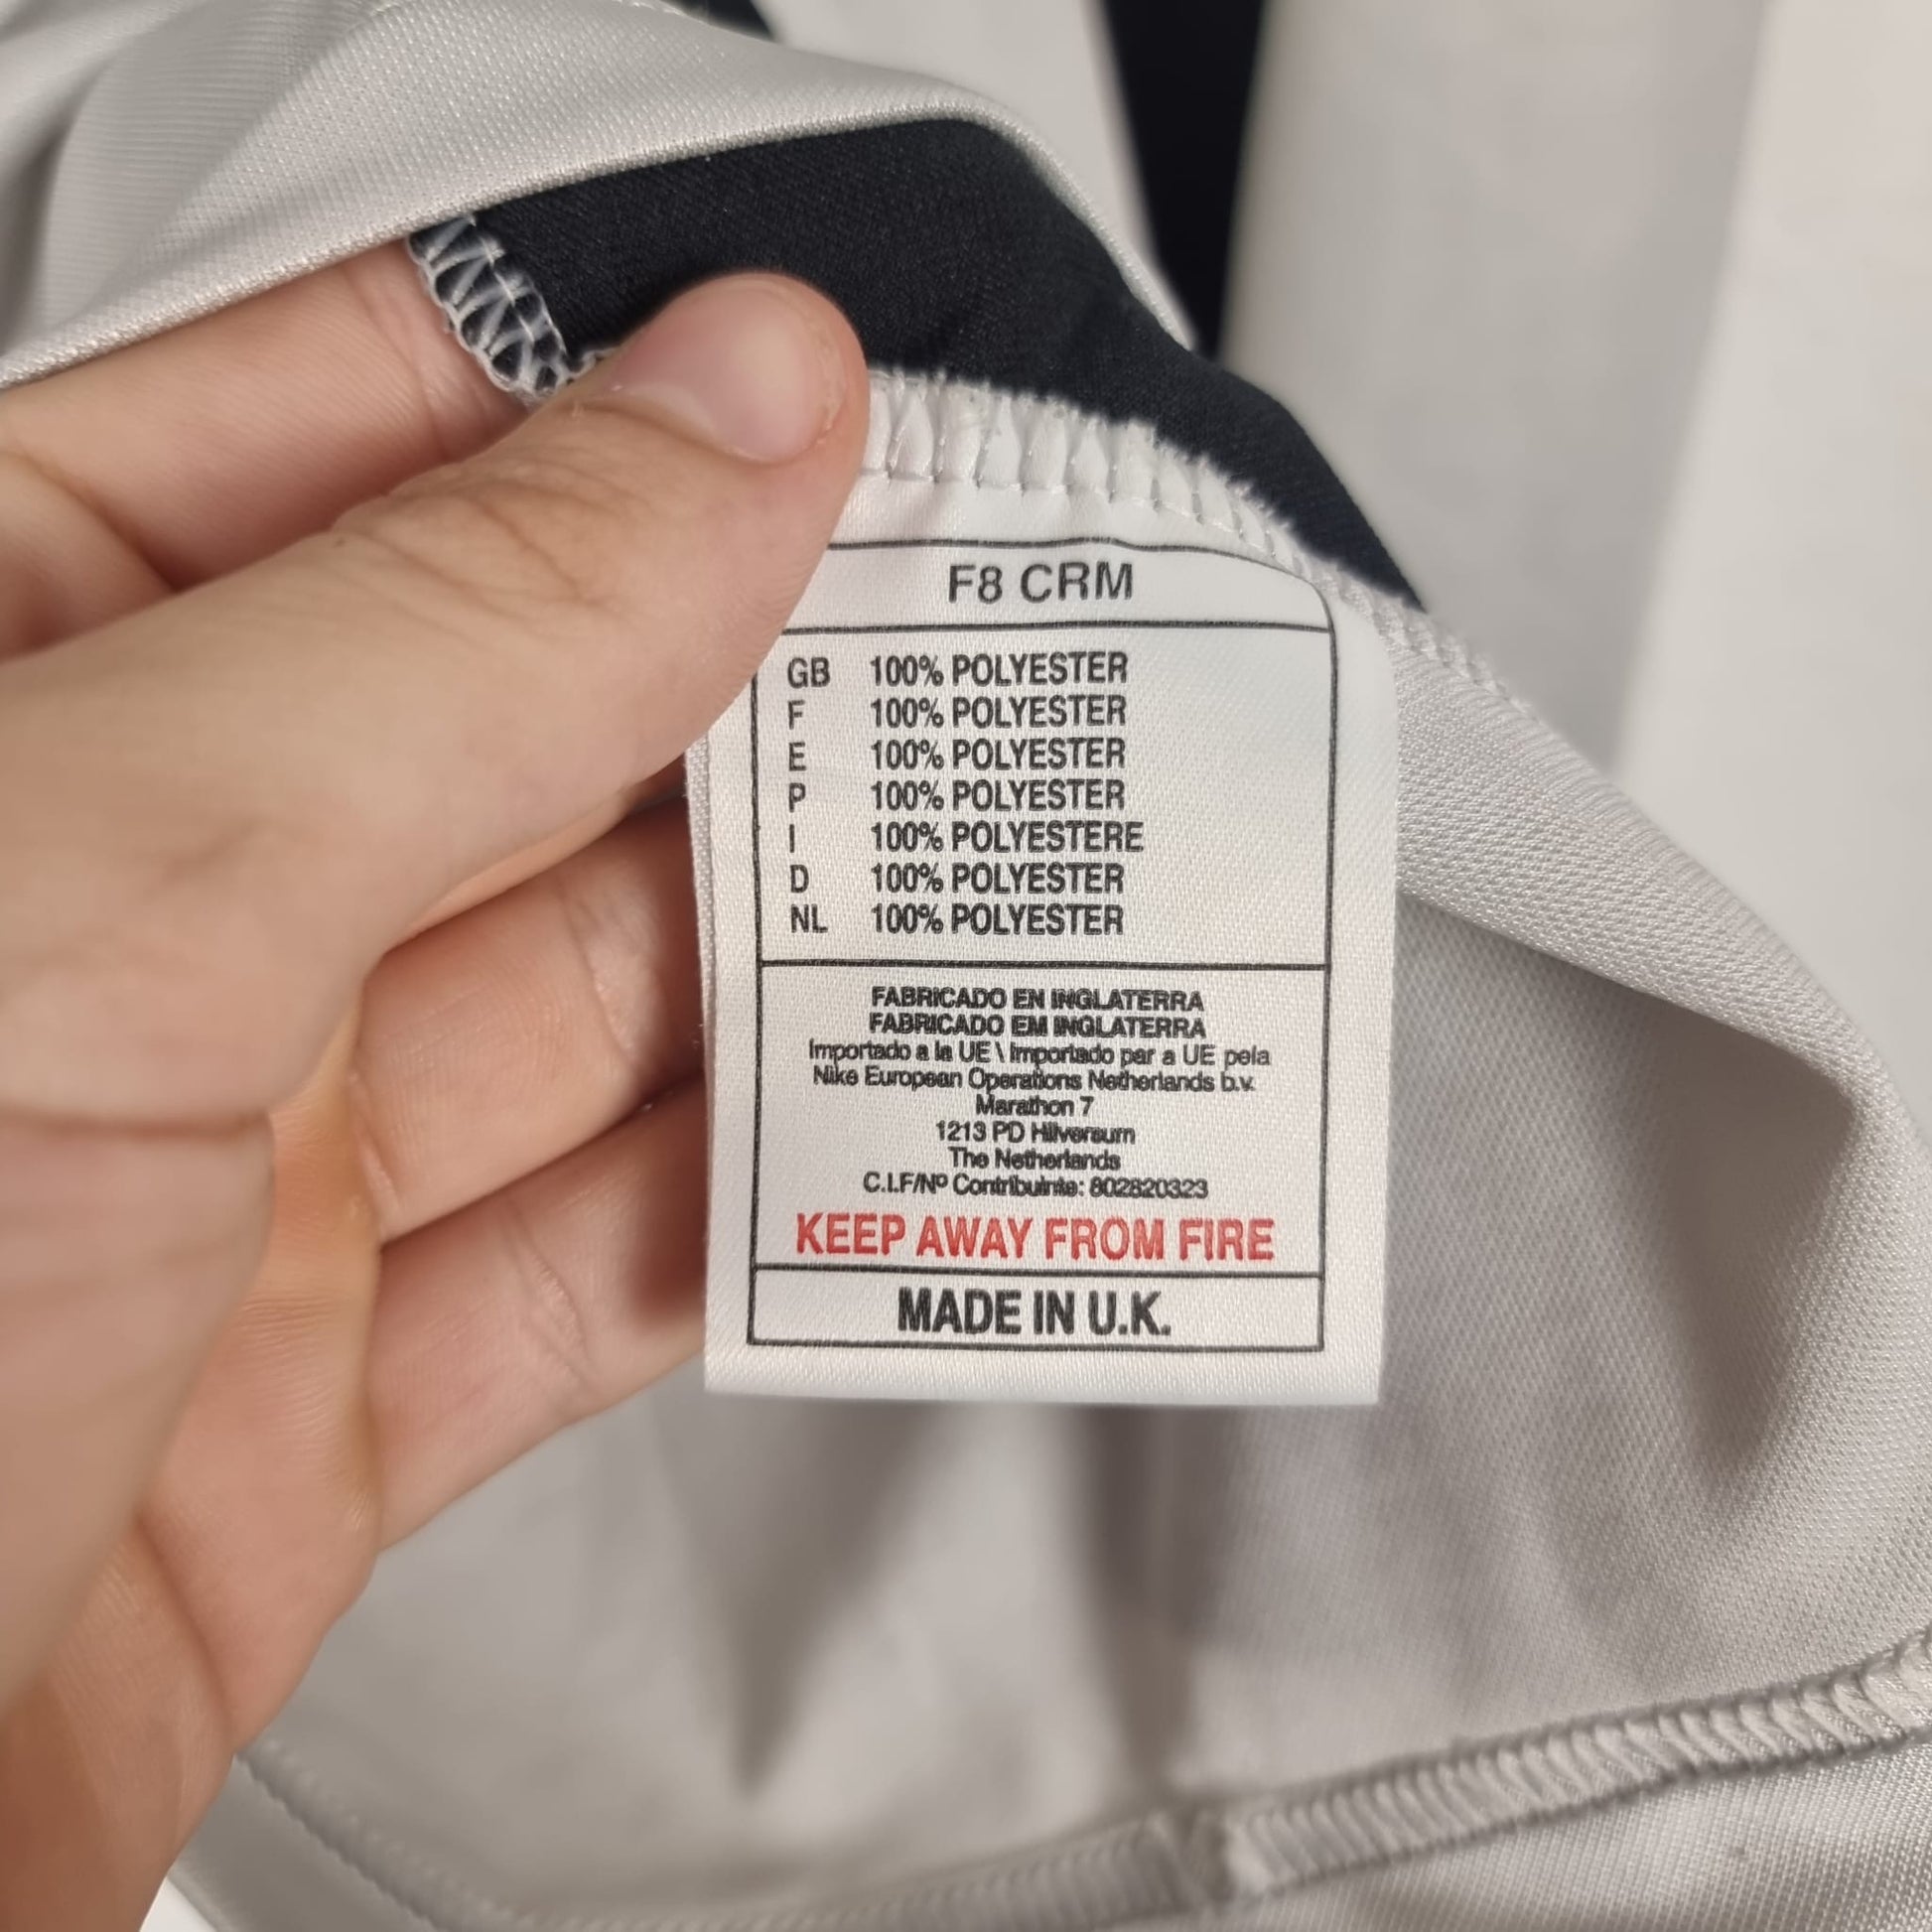 F8 CRM
GB 100% POLYESTER
F 100% POLYESTER
E 100% POLYESTER
P 100% POLYESTER
I 100% POLYESTERE
D 100% POLYESTER
NL 100% POLYESTER
FABRICADO EN INGLATERRA
FABRICADO EM INGLATERRA
Importado a la UE \ Importado par a UE pela
Nike European Operations Netherlands b.v.
Marathon 7
1213 PD Hilversum
The Netherlands
C.I.F/Nº Contribuinte: 802820323
KEEP AWAY FROM FIRE
MADE IN U.K.